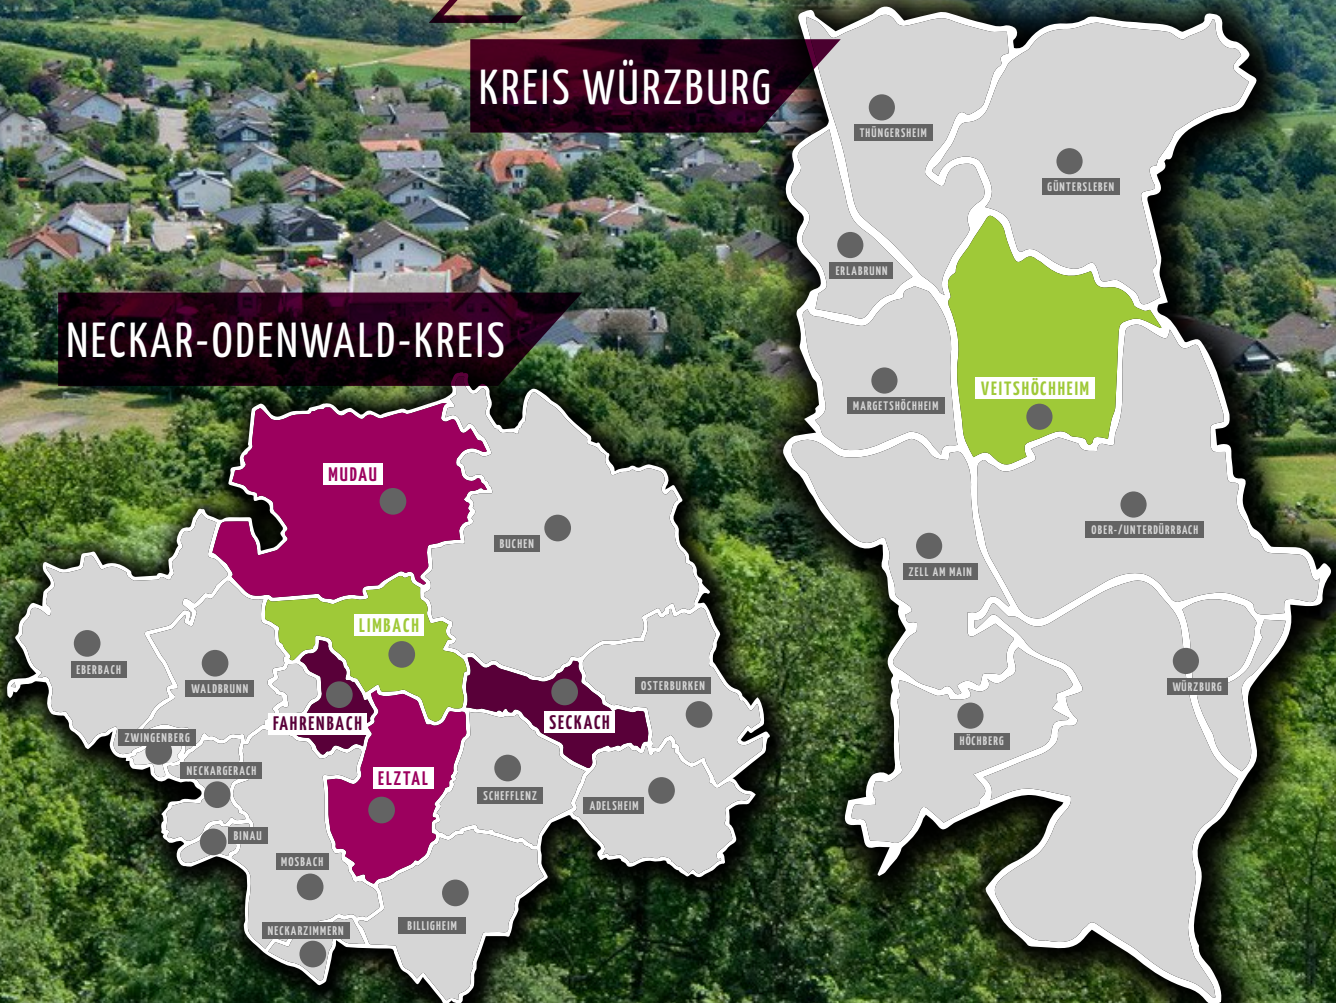 KREIS WÜRZBURG
THÜNGERSHEIM
GÜNTERSLEBEN
ERLABRUNN
NECKAR-ODENWALD-KREIS
VEITSHÖCHHEIM
MARGETSHÖCHHEIM
MUDAU
OBER-/UNTERDÜRRBACH
BUCHEN
ZELL AM MAIN
LIMBACH
EBERBACH
WALDBRUNN
OSTERBURKEN
WÜRZBURG
FAHRENBACH
SECKACH
ZWINGENBERG
HÖCHBERG
NECKARGERACH
ELZTAL
SCHEFFLENZ
ADELSHEIM
BINAU
MOSBACH
BILLIGHEIM
NECKARZIMMERN